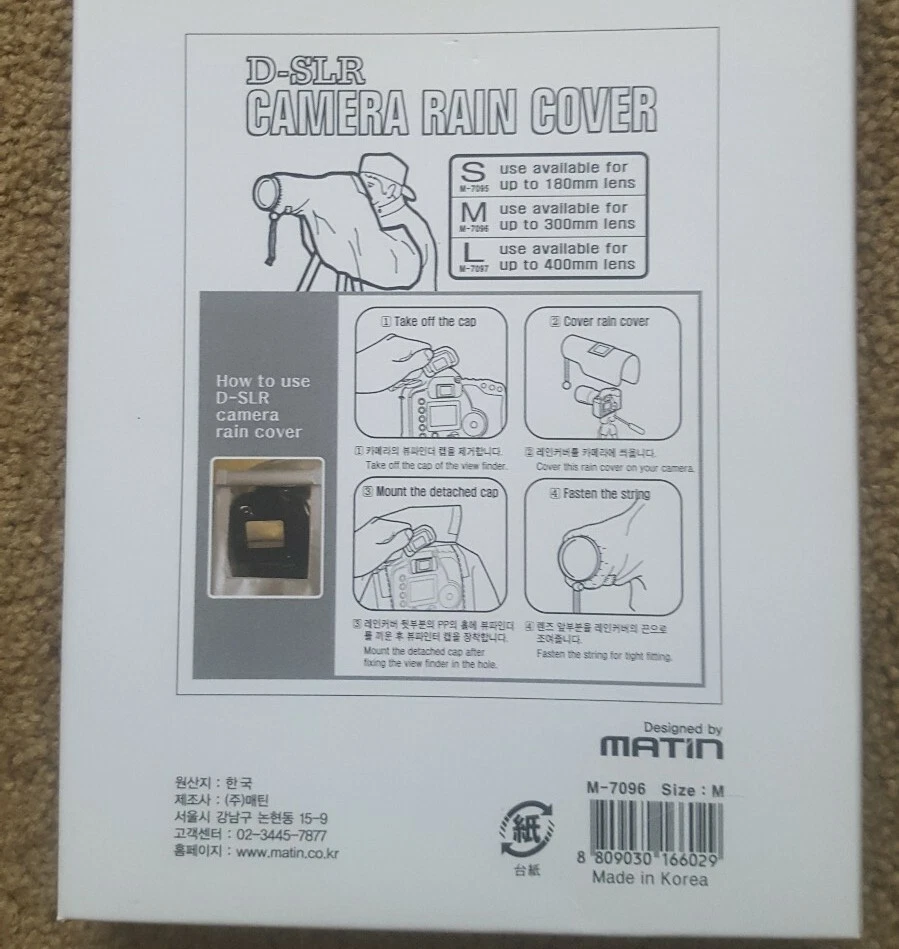 D-SLR
CAMERA RAIN COVER
S M-7095 use available for
up to 180mm lens
M M-7096 use available for
up to 300mm lens
L M-7097 use available for
up to 400mm lens
How to use
D-SLR
camera
rain cover
① Take off the cap
① 카메라의 뷰파인더 캡을 제거합니다.
Take off the cap of the view finder.
② Cover rain cover
② 레인커버를 카메라에 씌웁니다.
Cover this rain cover on your camera.
③ Mount the detached cap
③ 레인커버 뒷부분의 PP의 홀에 뷰파인더
를 끼운 후 뷰파인터 캡을 장착합니다.
Mount the detached cap after
fixing the view finder in the hole.
④ Fasten the string
④ 렌즈 앞부분을 레인커버의 끈으로
조여줍니다.
Fasten the string for tight fitting.
Designed by
MATIN
원산지 : 한국
제조사 : (주)매틴
서울시 강남구 논현동 15-9
고객센터 : 02-3445-7877
홈페이지 : www.matin.co.kr
紙
台紙
M-7096 Size : M
8 809030 166029
Made in Korea